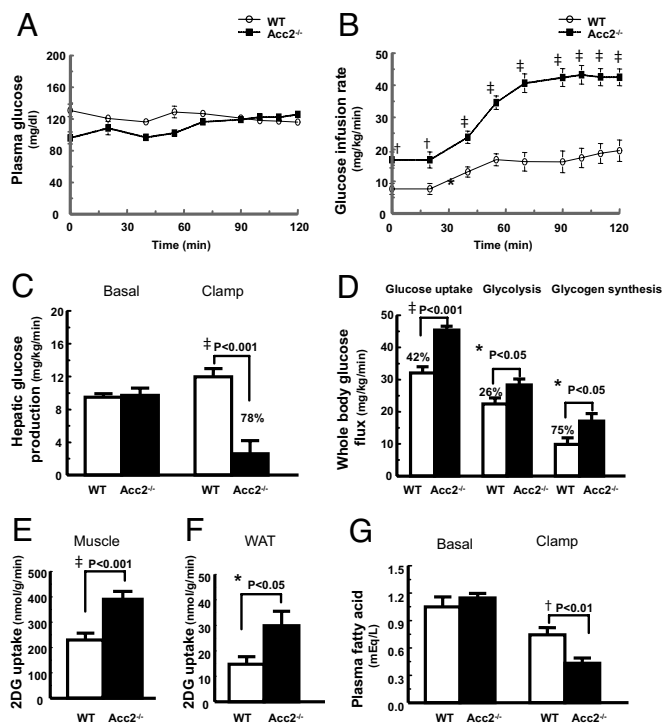 A
WT
Acc2-/-
Plasma glucose
(mg/dl)
200
160
120
80
40
0
0 30 60 90 120
Time (min)
B
WT
Acc2-/-
Glucose infusion rate
(mg/kg/min)
50
40
30
20
10
0
† † ‡ ‡ ‡ ‡ ‡ ‡ ‡
*
0 30 60 90 120
Time (min)
C
Basal Clamp
Hepatic glucose
production (mg/kg/min)
20
16
12
9
6
3
0
‡ P<0.001
78%
WT Acc2-/- WT Acc2-/-
D
Glucose uptake Glycolysis Glycogen synthesis
Whole body glucose
flux (mg/kg/min)
50
40
30
20
10
0
‡ P<0.001
42%
* P<0.05
26%
* P<0.05
75%
WT Acc2-/- WT Acc2-/- WT Acc2-/-
E
Muscle
2DG uptake (nmol/g/min)
500
400
300
200
100
0
‡ P<0.001
WT Acc2-/-
F
WAT
2DG uptake (nmol/g/min)
50
40
30
20
10
0
* P<0.05
WT Acc2-/-
G
Basal Clamp
Plasma fatty acid
(mEq/L)
1.5
1.2
0.9
0.6
0.3
0.0
† P<0.01
WT Acc2-/- WT Acc2-/-